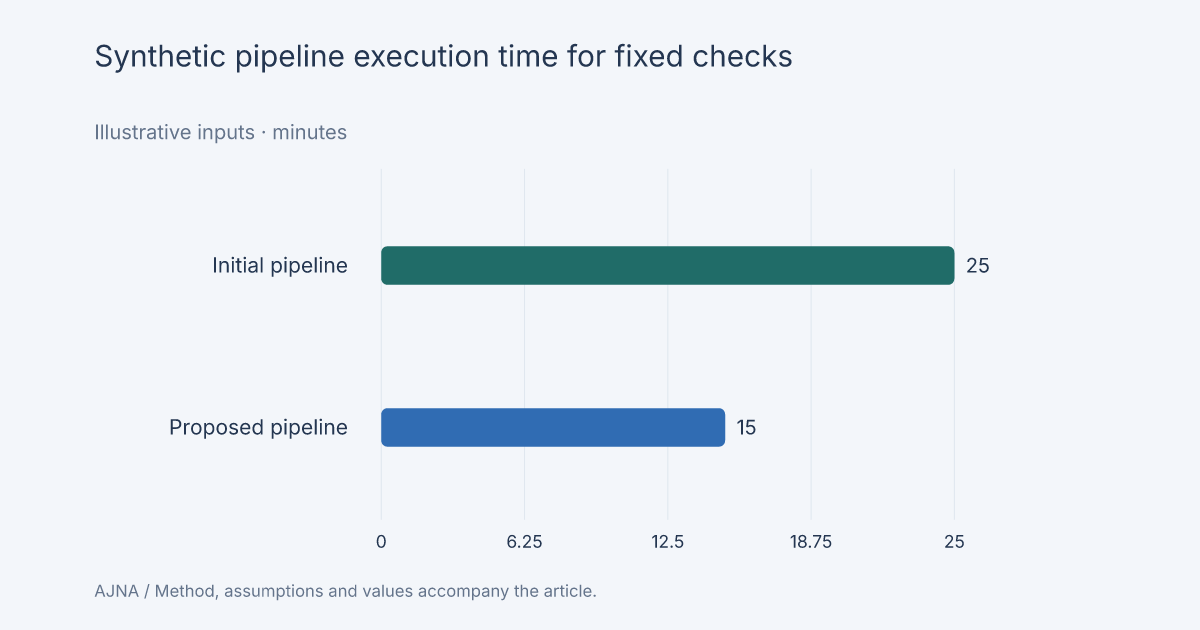 Synthetic pipeline execution time for fixed checks
Illustrative inputs · minutes
Initial pipeline
25
Proposed pipeline
15
0 6.25 12.5 18.75 25
AJNA / Method, assumptions and values accompany the article.